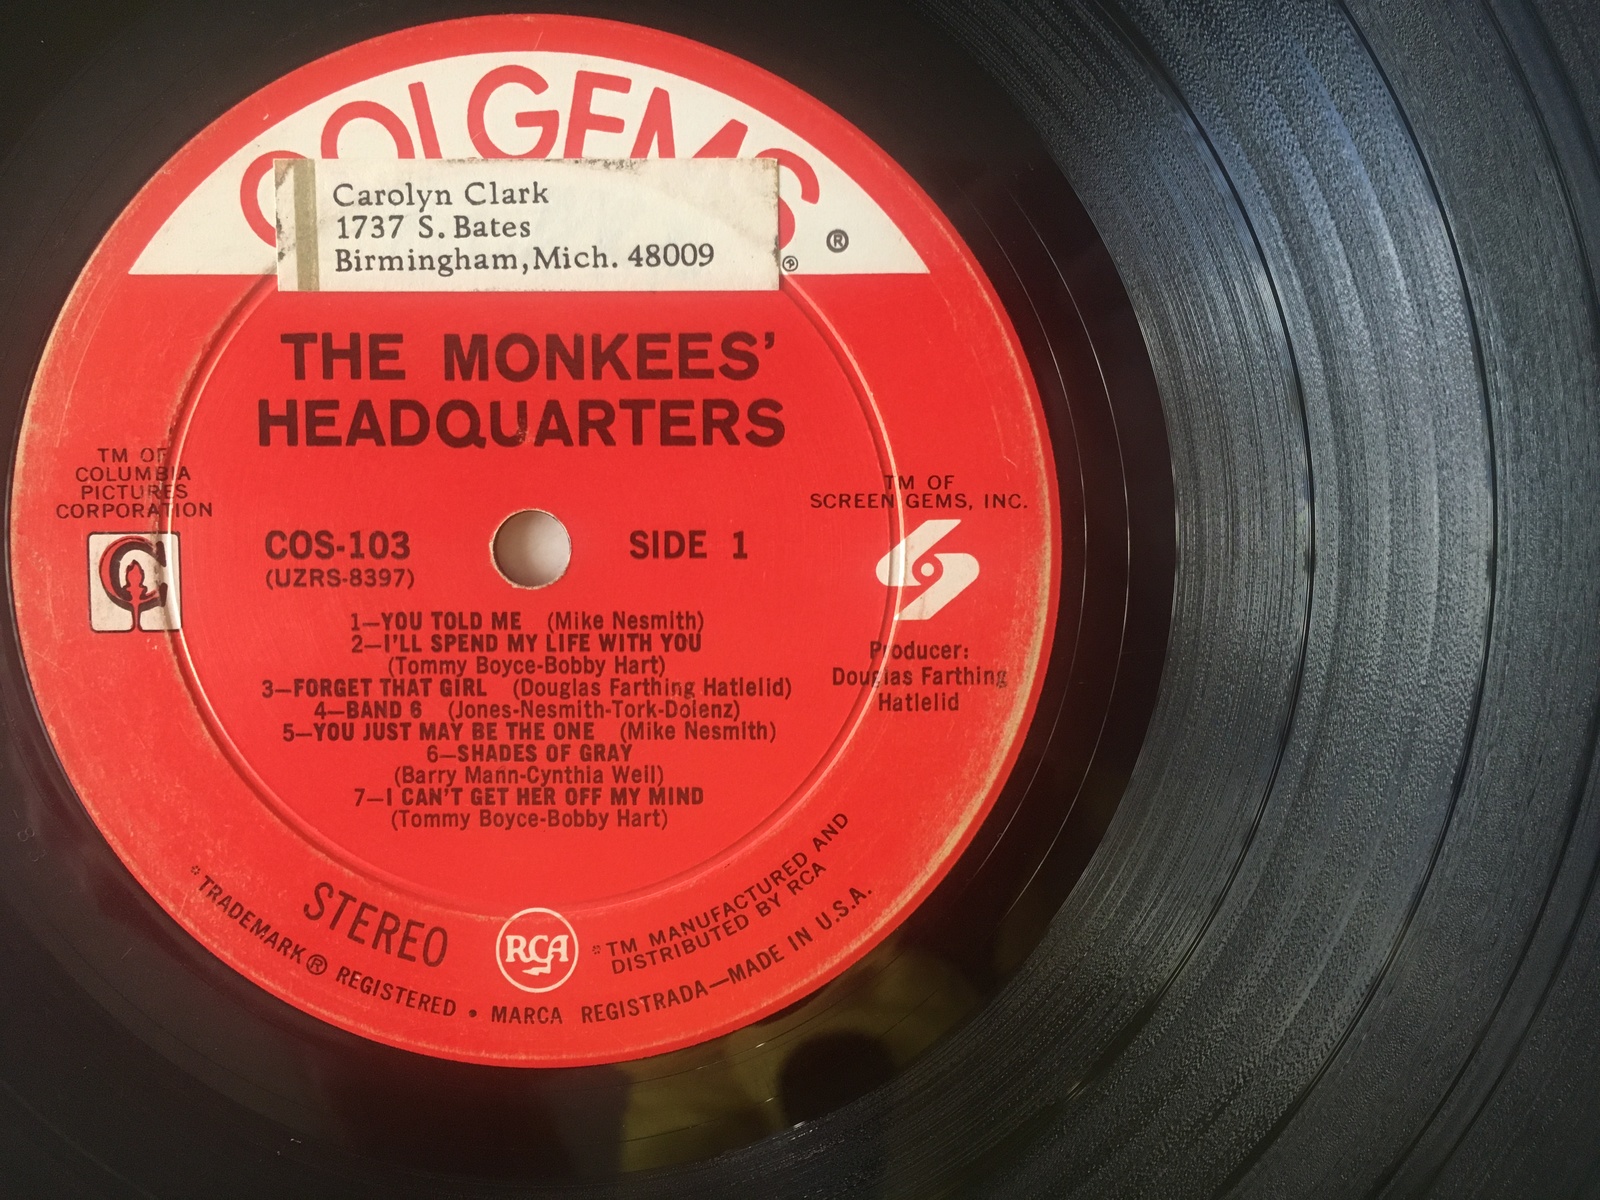 COLGEMS ®
Carolyn Clark
1737 S. Bates
Birmingham, Mich. 48009
℗
THE MONKEES'
HEADQUARTERS
TM OF
COLUMBIA
PICTURES
CORPORATION
TM OF
SCREEN GEMS, INC.
COS-103
(UZRS-8397)
SIDE 1
1—YOU TOLD ME (Mike Nesmith)
2—I'LL SPEND MY LIFE WITH YOU
(Tommy Boyce-Bobby Hart)
3—FORGET THAT GIRL (Douglas Farthing Hatlelid)
4—BAND 6 (Jones-Nesmith-Tork-Dolenz)
5—YOU JUST MAY BE THE ONE (Mike Nesmith)
6—SHADES OF GRAY
(Barry Mann-Cynthia Weil)
7—I CAN'T GET HER OFF MY MIND
(Tommy Boyce-Bobby Hart)
Producer:
Douglas Farthing
Hatlelid
STEREO
RCA
*TM MANUFACTURED AND
DISTRIBUTED BY RCA
*TRADEMARK ® REGISTERED • MARCA REGISTRADA—MADE IN U.S.A.